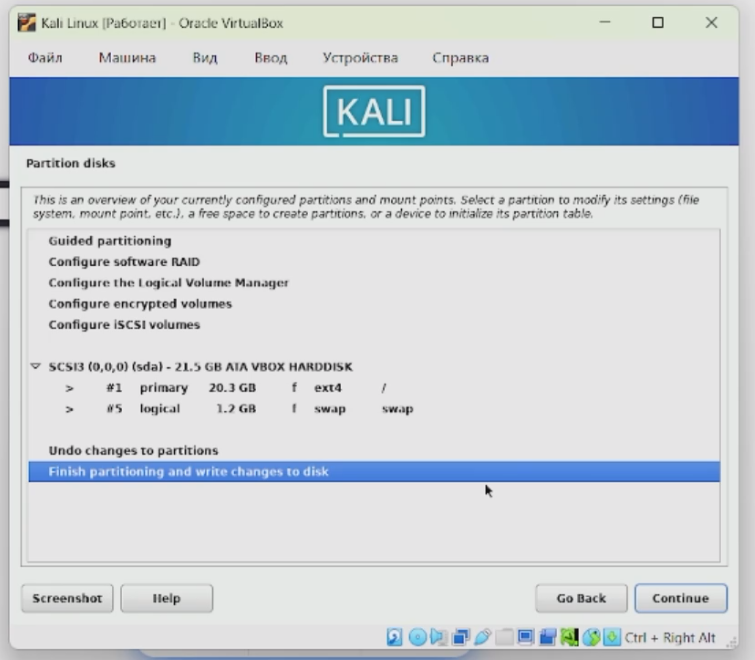 Kali Linux [Работает] - Oracle VirtualBox
Файл Машина Вид Ввод Устройства Справка
KALI
Partition disks
This is an overview of your currently configured partitions and mount points. Select a partition to modify its settings (file
system, mount point, etc.), a free space to create partitions, or a device to initialize its partition table.
Guided partitioning
Configure software RAID
Configure the Logical Volume Manager
Configure encrypted volumes
Configure iSCSI volumes
SCSI3 (0,0,0) (sda) - 21.5 GB ATA VBOX HARDDISK
> #1 primary 20.3 GB f ext4 /
> #5 logical 1.2 GB f swap swap
Undo changes to partitions
Finish partitioning and write changes to disk
Screenshot Help Go Back Continue
Ctrl + Right Alt